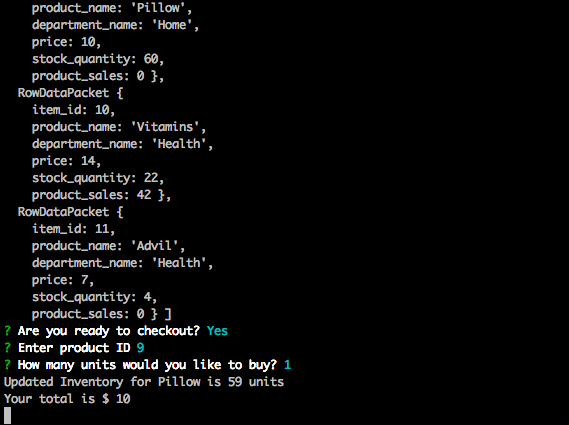 product_name: 'Pillow',
department_name: 'Home',
price: 10,
stock_quantity: 60,
product_sales: 0 },
RowDataPacket {
item_id: 10,
product_name: 'Vitamins',
department_name: 'Health',
price: 14,
stock_quantity: 22,
product_sales: 42 },
RowDataPacket {
item_id: 11,
product_name: 'Advil',
department_name: 'Health',
price: 7,
stock_quantity: 4,
product_sales: 0 } ]
? Are you ready to checkout? Yes
? Enter product ID 9
? How many units would you like to buy? 1
Updated Inventory for Pillow is 59 units
Your total is $ 10